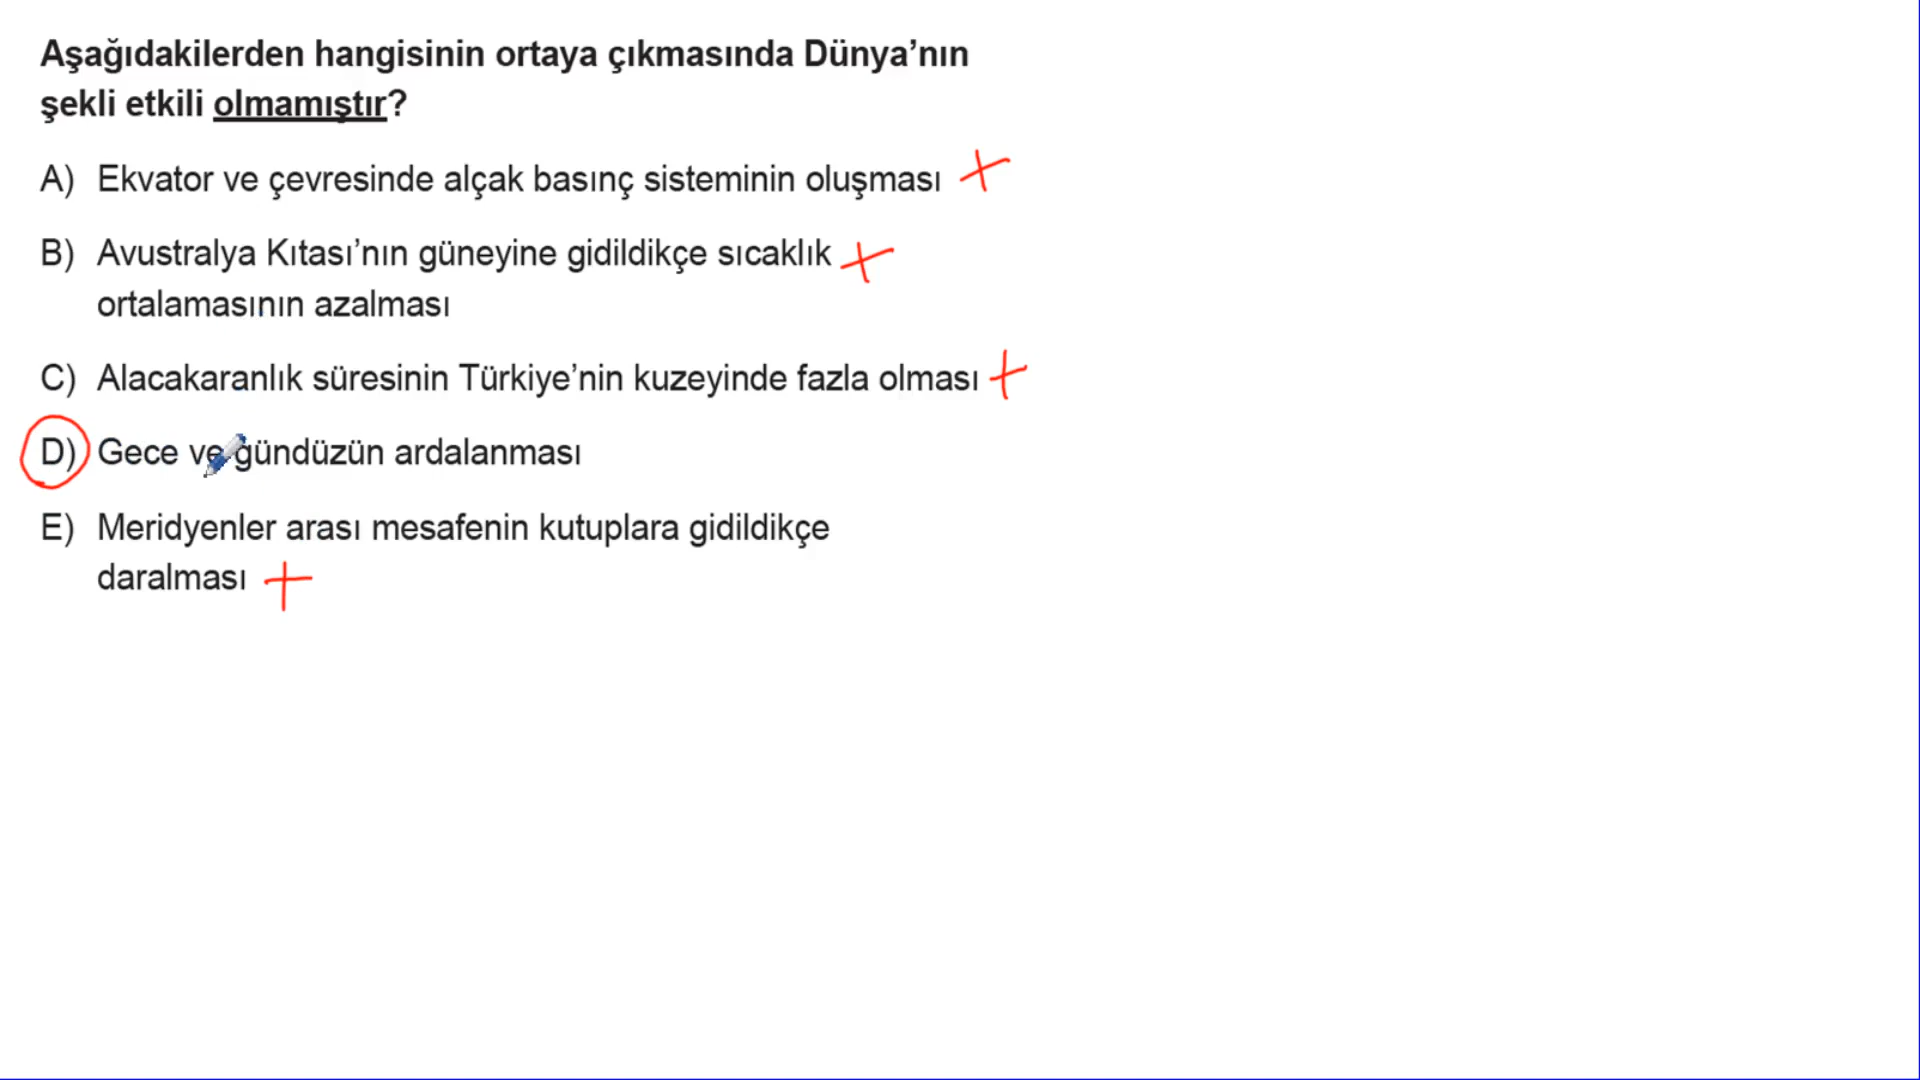 Aşağıdakilerden hangisinin ortaya çıkmasında Dünya’nın
şekli etkili olmamıştır?
A) Ekvator ve çevresinde alçak basınç sisteminin oluşması
B) Avustralya Kıtası’nın güneyine gidildikçe sıcaklık
ortalamasının azalması
C) Alacakaranlık süresinin Türkiye’nin kuzeyinde fazla olması
D) Gece ve gündüzün ardalanması
E) Meridyenler arası mesafenin kutuplara gidildikçe
daralması